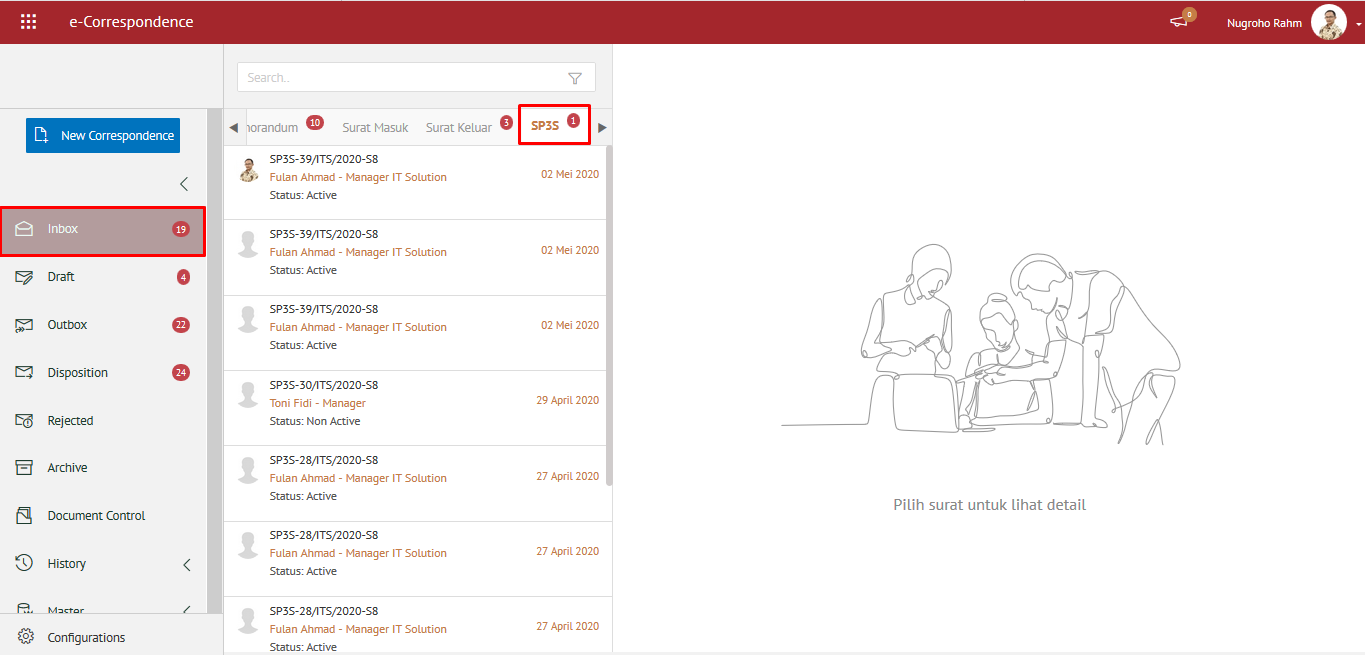 e-Correspondence
0
Nugroho Rahm
Search..
New Correspondence
norandum 10 Surat Masuk Surat Keluar 3 SP3S 1
Inbox 19
Draft 4
Outbox 22
Disposition 24
Rejected
Archive
Document Control
History
Master
Configurations
SP3S-39/ITS/2020-S8
Fulan Ahmad - Manager IT Solution
02 Mei 2020
Status: Active
SP3S-39/ITS/2020-S8
Fulan Ahmad - Manager IT Solution
02 Mei 2020
Status: Active
SP3S-39/ITS/2020-S8
Fulan Ahmad - Manager IT Solution
02 Mei 2020
Status: Active
SP3S-30/ITS/2020-S8
Toni Fidi - Manager
29 April 2020
Status: Non Active
SP3S-28/ITS/2020-S8
Fulan Ahmad - Manager IT Solution
27 April 2020
Status: Active
SP3S-28/ITS/2020-S8
Fulan Ahmad - Manager IT Solution
27 April 2020
Status: Active
SP3S-28/ITS/2020-S8
Fulan Ahmad - Manager IT Solution
27 April 2020
Status: Active
Pilih surat untuk lihat detail